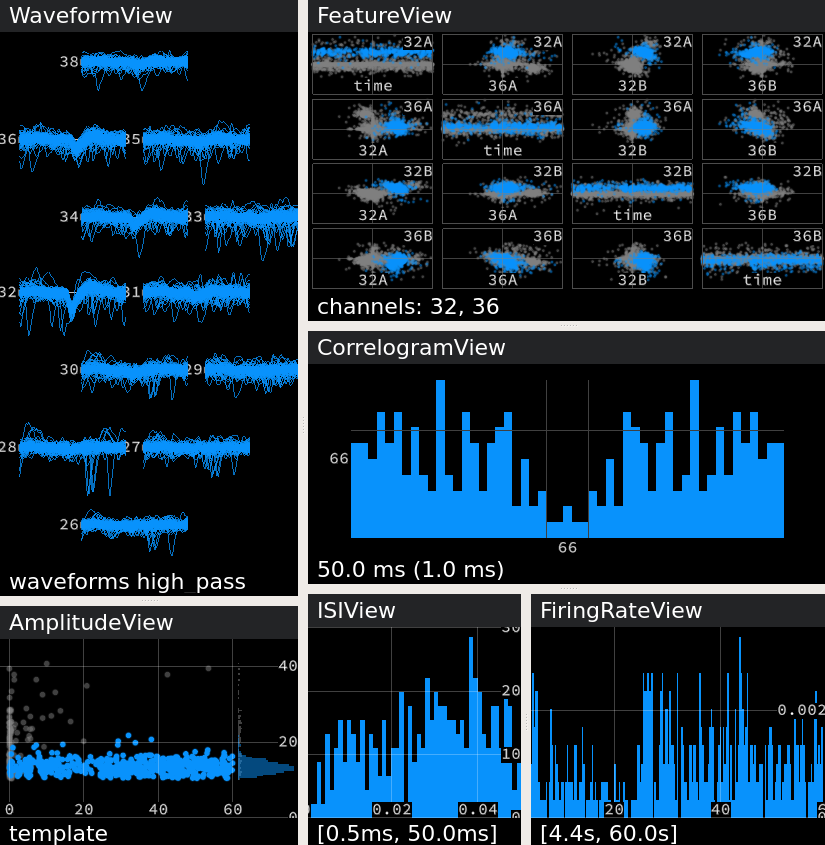 WaveformView
38
36 35
34 33
32 31
30 29
28 27
26
waveforms high_pass
FeatureView
32A 32A 32A 32A
time 36A 32B 36B
36A 36A 36A 36A
32A time 32B 36B
32B 32B 32B 32B
32A 36A time 36B
36B 36B 36B 36B
32A 36A 32B time
channels: 32, 36
CorrelogramView
66
66
50.0 ms (1.0 ms)
AmplitudeView
40
20
0
0 20 40 60
template
ISIView
30
20
10
0
0.02 0.04
[0.5ms, 50.0ms]
FiringRateView
0.002
20 40
[4.4s, 60.0s]